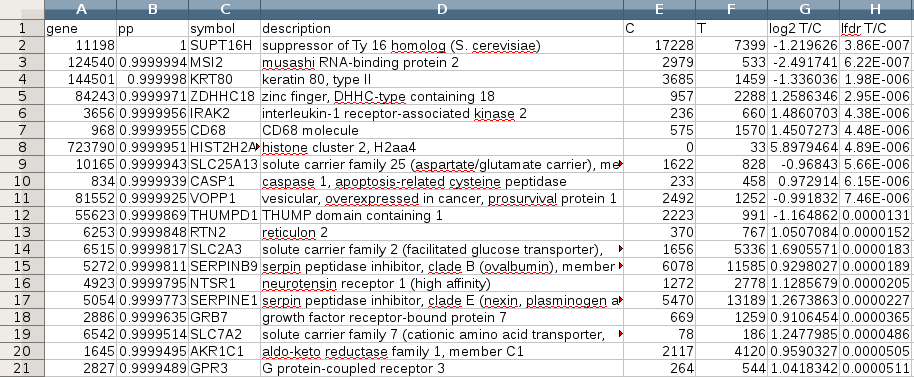 A B C D E F G H
1 gene pp symbol description C T log2 T/C lfdr T/C
2 11198 1 SUPT16H suppressor of Ty 16 homolog (S. cerevisiae) 17228 7399 -1.219626 3.86E-007
3 124540 0.9999994 MSI2 musashi RNA-binding protein 2 2979 533 -2.491741 6.22E-007
4 144501 0.999998 KRT80 keratin 80, type II 3685 1459 -1.336036 1.98E-006
5 84243 0.9999971 ZDHHC18 zinc finger, DHHC-type containing 18 957 2288 1.2586346 2.95E-006
6 3656 0.9999956 IRAK2 interleukin-1 receptor-associated kinase 2 236 660 1.4860703 4.38E-006
7 968 0.9999955 CD68 CD68 molecule 575 1570 1.4507273 4.48E-006
8 723790 0.9999951 HIST2H2A histone cluster 2, H2aa4 0 33 5.8979464 4.89E-006
9 10165 0.9999943 SLC25A13 solute carrier family 25 (aspartate/glutamate carrier), me 1622 828 -0.96843 5.66E-006
10 834 0.9999939 CASP1 caspase 1, apoptosis-related cysteine peptidase 233 458 0.972914 6.15E-006
11 81552 0.9999925 VOPP1 vesicular, overexpressed in cancer, prosurvival protein 1 2492 1252 -0.991832 7.46E-006
12 55623 0.9999869 THUMPD1 THUMP domain containing 1 2223 991 -1.164862 0.0000131
13 6253 0.9999848 RTN2 reticulon 2 370 767 1.0507084 0.0000152
14 6515 0.9999817 SLC2A3 solute carrier family 2 (facilitated glucose transporter), 1656 5336 1.6905571 0.0000183
15 5272 0.9999811 SERPINB9 serpin peptidase inhibitor, clade B (ovalbumin), member 6078 11585 0.9298027 0.0000189
16 4923 0.9999795 NTSR1 neurotensin receptor 1 (high affinity) 1272 2778 1.1285679 0.0000205
17 5054 0.9999773 SERPINE1 serpin peptidase inhibitor, clade E (nexin, plasminogen a 5470 13189 1.2673863 0.0000227
18 2886 0.9999635 GRB7 growth factor receptor-bound protein 7 669 1259 0.9106454 0.0000365
19 6542 0.9999514 SLC7A2 solute carrier family 7 (cationic amino acid transporter, 78 186 1.2477985 0.0000486
20 1645 0.9999495 AKR1C1 aldo-keto reductase family 1, member C1 2117 4120 0.9590327 0.0000505
21 2827 0.9999489 GPR3 G protein-coupled receptor 3 264 544 1.0418342 0.0000511